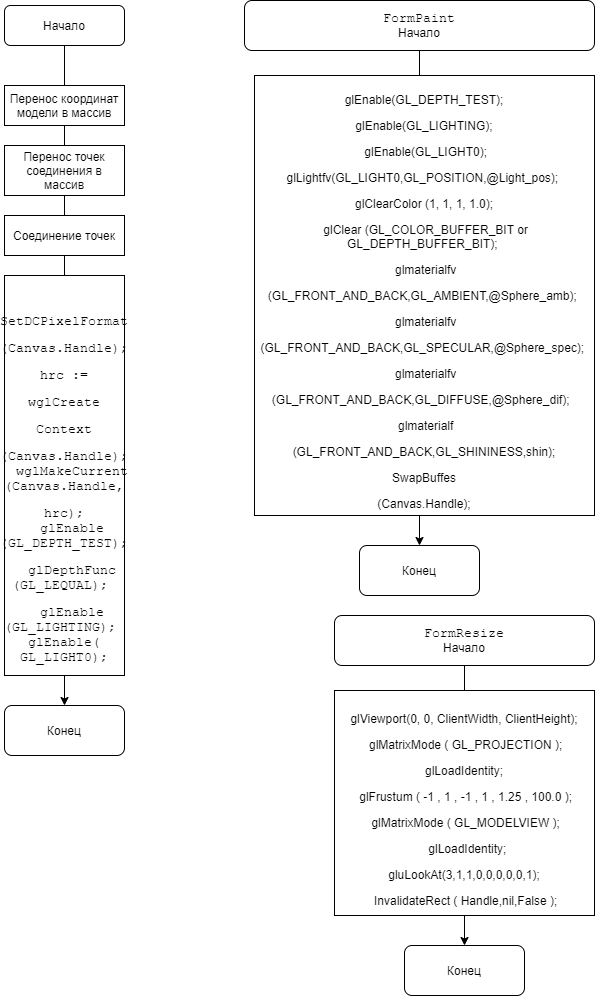 Начало
Перенос координат
модели в массив
Перенос точек
соединения в
массив
Соединение точек
SetDCPixelFormat
(Canvas.Handle);
hrc :=
wglCreate
Context
(Canvas.Handle);
wglMakeCurrent
(Canvas.Handle,
hrc);
glEnable
(GL_DEPTH_TEST);
glDepthFunc
(GL_LEQUAL);
glEnable
(GL_LIGHTING);
glEnable(
GL_LIGHT0);
Конец
FormPaint
Начало
glEnable(GL_DEPTH_TEST);
glEnable(GL_LIGHTING);
glEnable(GL_LIGHT0);
glLightfv(GL_LIGHT0,GL_POSITION,@Light_pos);
glClearColor (1, 1, 1, 1.0);
glClear (GL_COLOR_BUFFER_BIT or
GL_DEPTH_BUFFER_BIT);
glmaterialfv
(GL_FRONT_AND_BACK,GL_AMBIENT,@Sphere_amb);
glmaterialfv
(GL_FRONT_AND_BACK,GL_SPECULAR,@Sphere_spec);
glmaterialfv
(GL_FRONT_AND_BACK,GL_DIFFUSE,@Sphere_dif);
glmaterialf
(GL_FRONT_AND_BACK,GL_SHININESS,shin);
SwapBuffes
(Canvas.Handle);
Конец
FormResize
Начало
glViewport(0, 0, ClientWidth, ClientHeight);
glMatrixMode ( GL_PROJECTION );
glLoadIdentity;
glFrustum ( -1 , 1 , -1 , 1 , 1.25 , 100.0 );
glMatrixMode ( GL_MODELVIEW );
glLoadIdentity;
gluLookAt(3,1,1,0,0,0,0,0,1);
InvalidateRect ( Handle,nil,False );
Конец